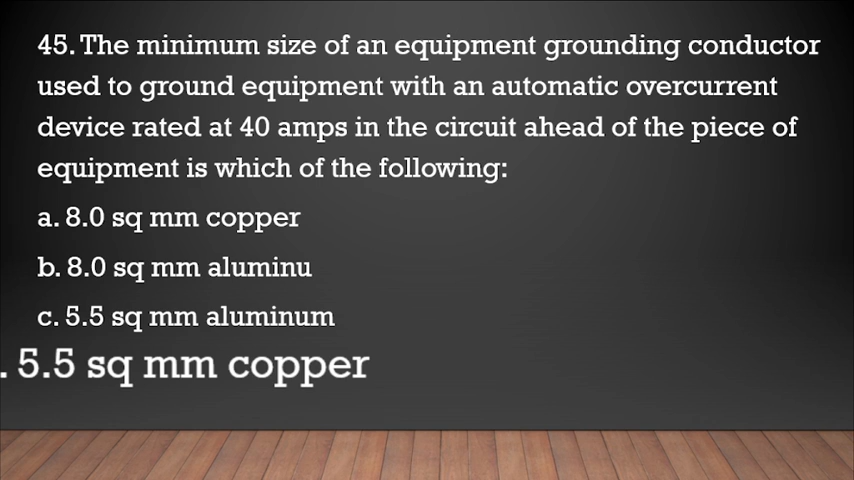 45. The minimum size of an equipment grounding conductor
used to ground equipment with an automatic overcurrent
device rated at 40 amps in the circuit ahead of the piece of
equipment is which of the following:
a. 8.0 sq mm copper
b. 8.0 sq mm aluminu
c. 5.5 sq mm aluminum
. 5.5 sq mm copper